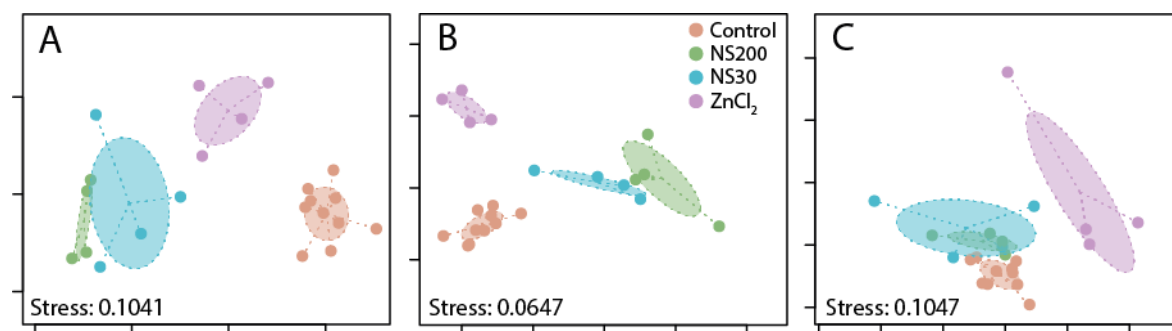 A
Stress: 0.1041
B
Control
NS200
NS30
ZnCl₂
Stress: 0.0647
C
Stress: 0.1047